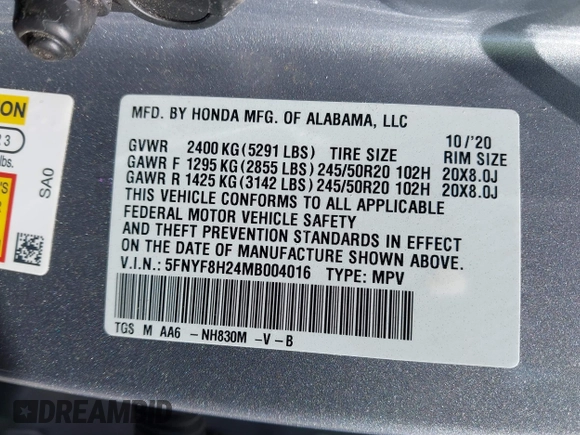 ON
R 3
lbs.
'S
SA0
MFD. BY HONDA MFG. OF ALABAMA, LLC
10/'20
GVWR 2400 KG (5291 LBS) TIRE SIZE RIM SIZE
GAWR F 1295 KG (2855 LBS) 245/50R20 102H 20X8.0J
GAWR R 1425 KG (3142 LBS) 245/50R20 102H 20X8.0J
THIS VEHICLE CONFORMS TO ALL APPLICABLE
FEDERAL MOTOR VEHICLE SAFETY
AND THEFT PREVENTION STANDARDS IN EFFECT
ON THE DATE OF MANUFACTURE SHOWN ABOVE.
V.I.N.: 5FNYF8H24MB004016 TYPE: MPV
TGS M AA6 -NH830M -V -B
DREAMBID